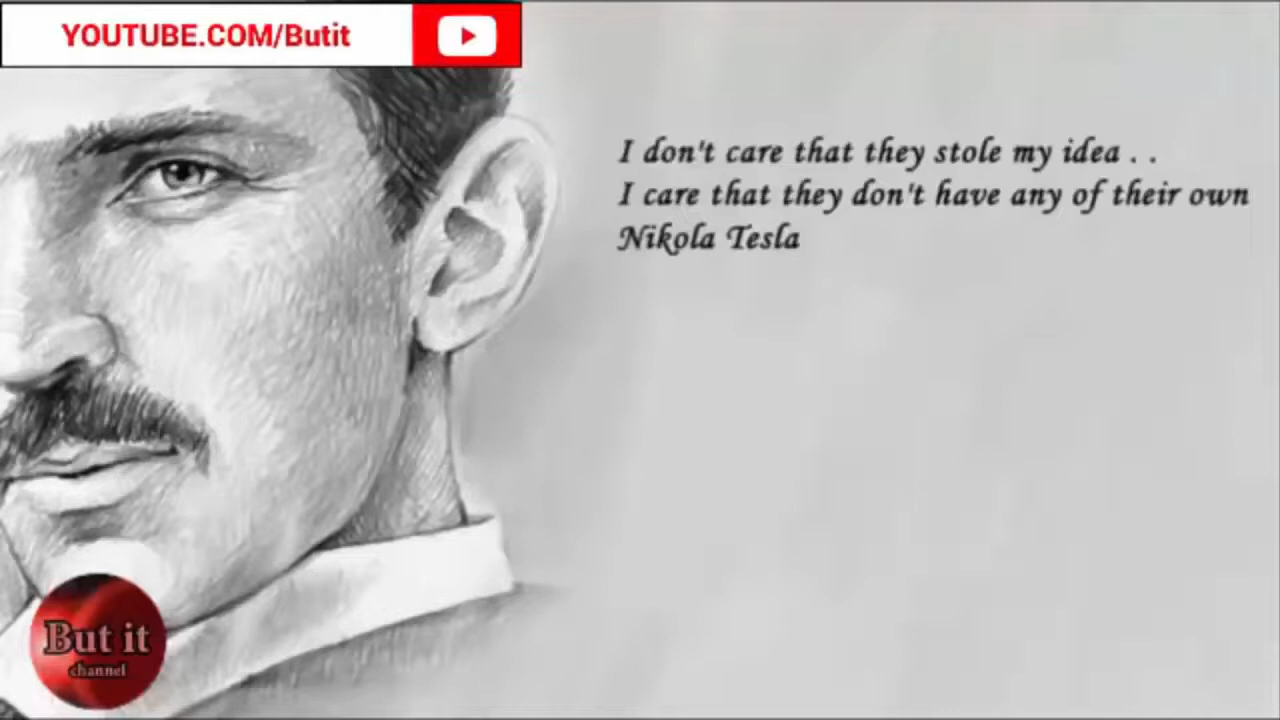 YOUTUBE.COM/Butit
I don't care that they stole my idea . .
I care that they don't have any of their own
Nikola Tesla
But it
channel